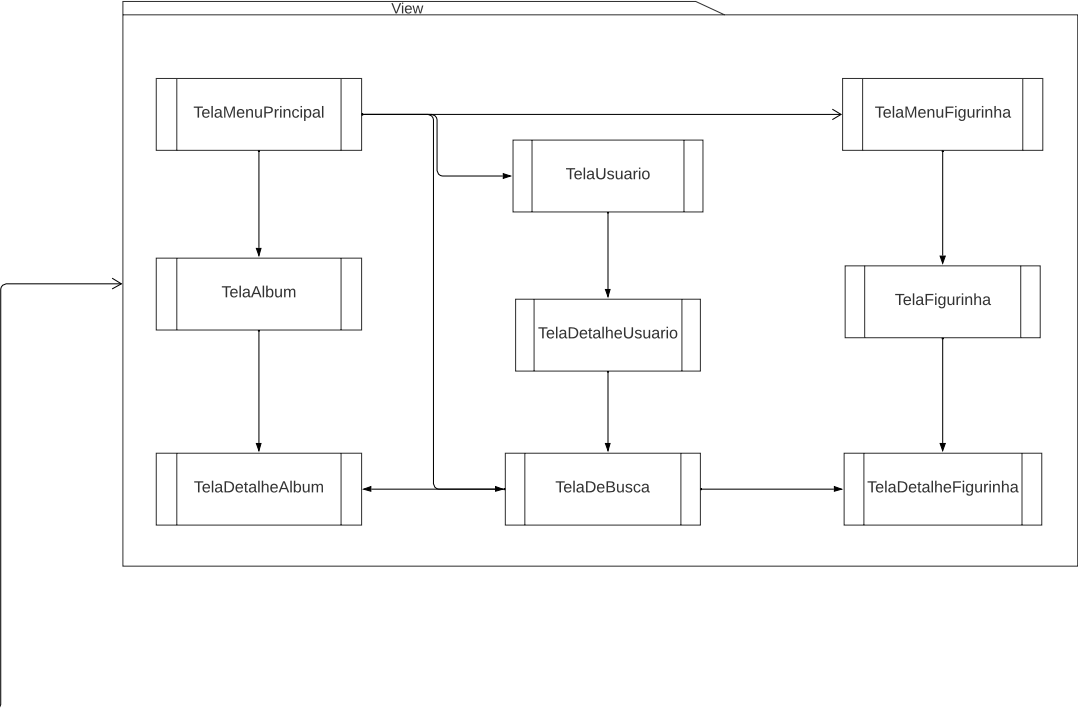 View
TelaMenuPrincipal
TelaMenuFigurinha
TelaUsuario
TelaAlbum
TelaFigurinha
TelaDetalheUsuario
TelaDetalheAlbum
TelaDeBusca
TelaDetalheFigurinha